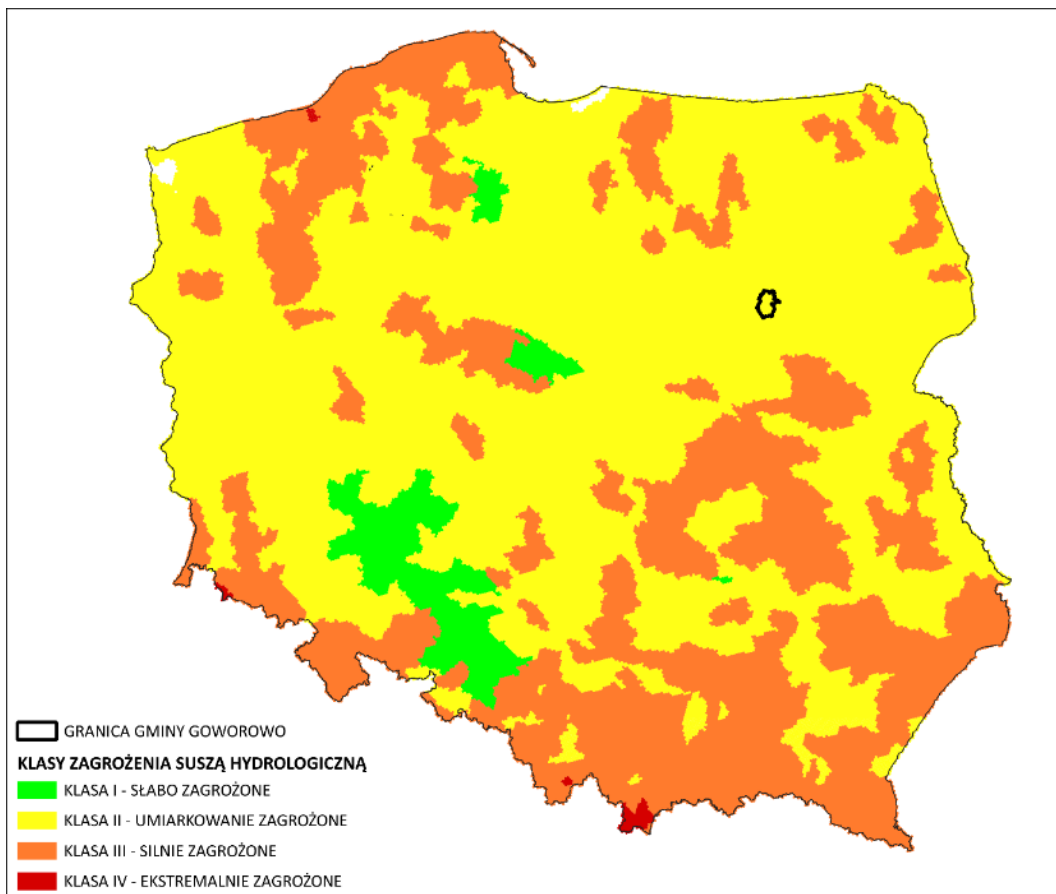 GRANICA GMINY GOWOROWO
KLASY ZAGROŻENIA SUSZĄ HYDROLOGICZNĄ
KLASA I - SŁABO ZAGROŻONE
KLASA II - UMIARKOWANIE ZAGROŻONE
KLASA III - SILNIE ZAGROŻONE
KLASA IV - EKSTREMALNIE ZAGROŻONE